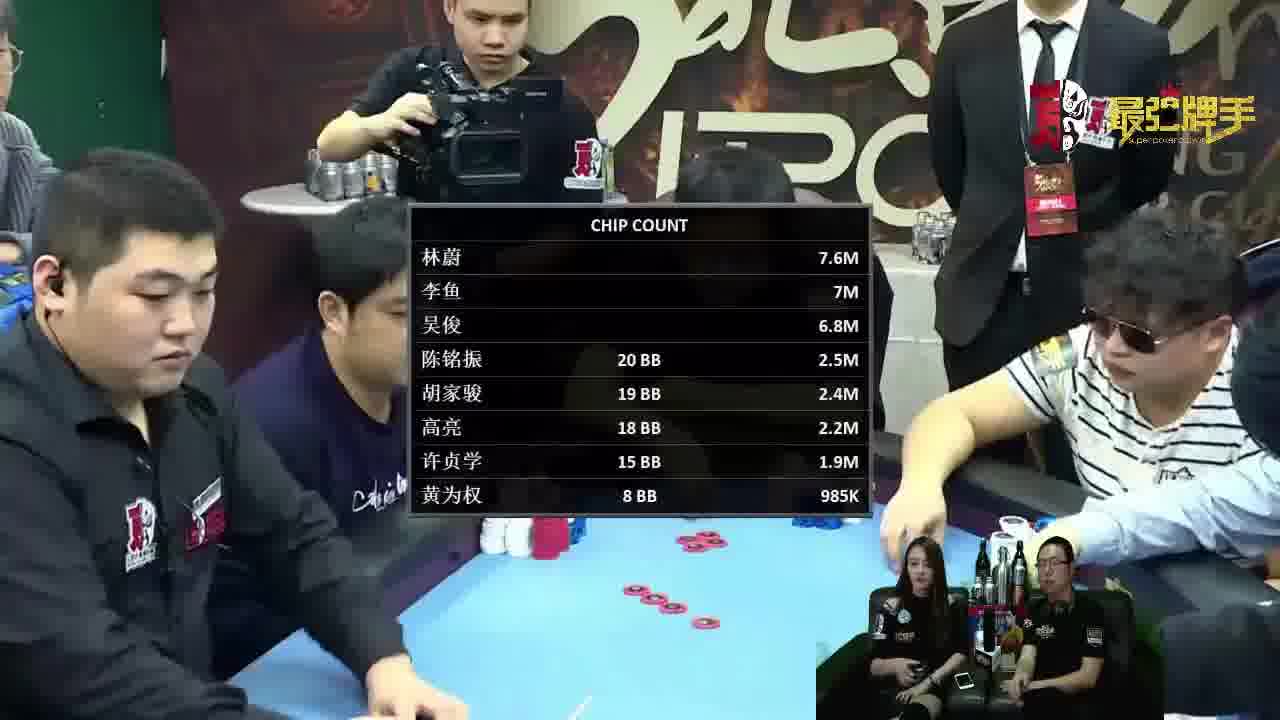 最强牌手
superpokerplayer
CHIP COUNT
林蔚 7.6M
李鱼 7M
吴俊 6.8M
陈铭振 20 BB 2.5M
胡家骏 19 BB 2.4M
高亮 18 BB 2.2M
许贞学 15 BB 1.9M
黄为权 8 BB 985K